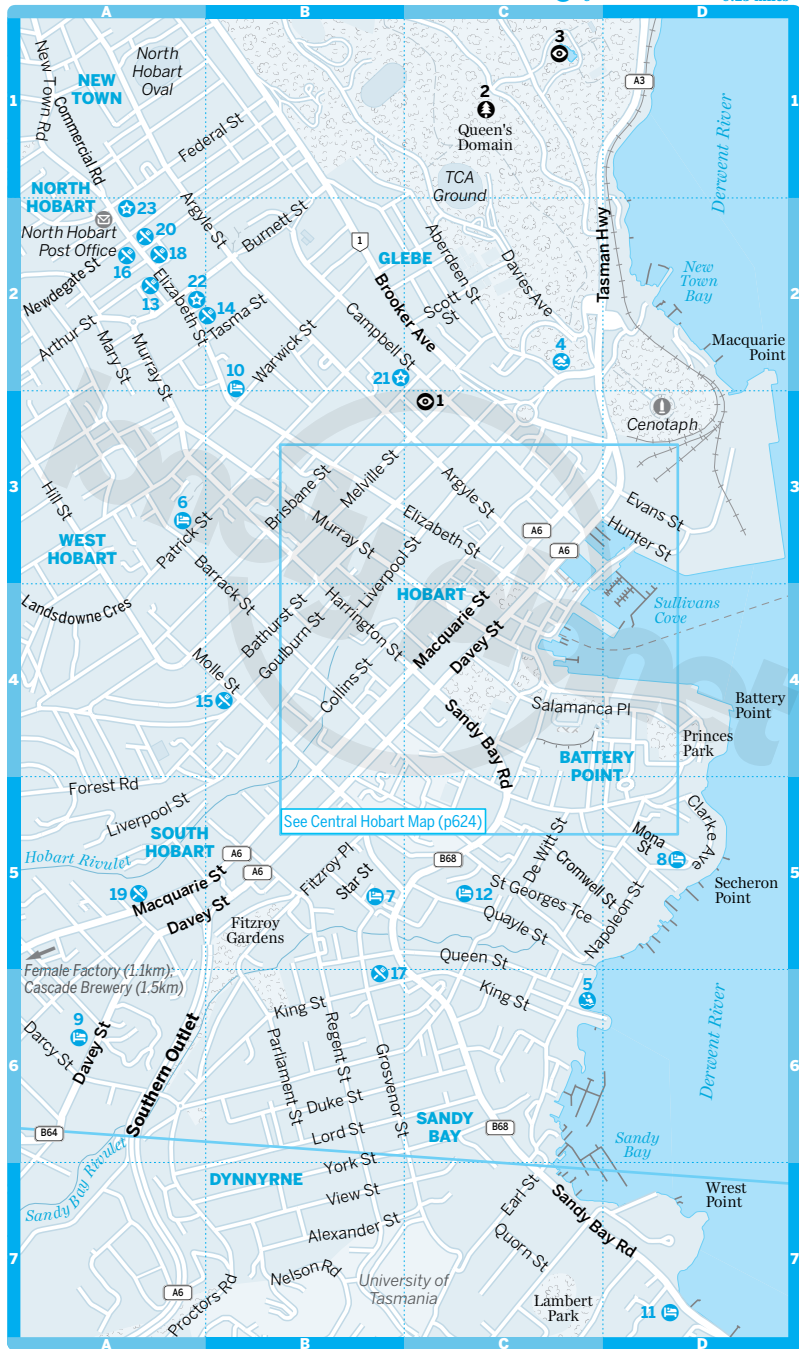 A
B
C
D
1
2
3
4
5
6
7
New Town Rd
NEW
TOWN
North
Hobart
Oval
Commercial Rd
Federal St
3
2
Queen's
Domain
A3
Derwent River
TCA
Ground
NORTH
HOBART
23
North Hobart
Post Office
20
18
16
13
22
14
Argyle St
Burnett St
1
GLEBE
Aberdeen St
Davies Ave
Tasman Hwy
New
Town
Bay
Newdegate St
Elizabeth St
Tasma St
Brooker Ave
Scott
St
Arthur St
Mary St
Murray St
Warwick St
Campbell St
4
Macquarie
Point
10
21
1
Cenotaph
Hill St
6
Brisbane St
Melville St
Argyle St
Evans St
Hunter St
WEST
HOBART
Patrick St
Murray St
Elizabeth St
A6
A6
Barrack St
Liverpool St
HOBART
Landsdowne Cres
Bathurst St
Goulburn St
Harrington St
Macquarie St
Davey St
Sullivans
Cove
Molle St
15
Collins St
Sandy Bay Rd
Salamanca Pl
Battery
Point
Princes
Park
BATTERY
POINT
Forest Rd
Liverpool St
See Central Hobart Map (p624)
SOUTH
HOBART
Hobart Rivulet
A6
A6
B68
De Witt St
Mona
St
Clarke Ave
8
Fitzroy Pl
Star St
Cromwell St
19
Macquarie St
Davey St
7
12
St Georges Tce
Secheron
Point
Fitzroy
Gardens
Quayle St
Napoleon St
Female Factory (1.1km);
Cascade Brewery (1.5km)
Queen St
17
King St
5
9
Darcy St
Davey St
Southern Outlet
King St
Parliament St
Regent St
Grosvenor St
Derwent River
Duke St
SANDY
BAY
B68
B64
Lord St
Sandy
Bay
Sandy Bay Rivulet
DYNNYRNE
York St
View St
Earl St
Sandy Bay Rd
Wrest
Point
Alexander St
Quorn St
Nelson Rd
University of
Tasmania
A6
Proctors Rd
Lambert
Park
11
A
B
C
D
1
2
3
4
5
6
7
lonely planet